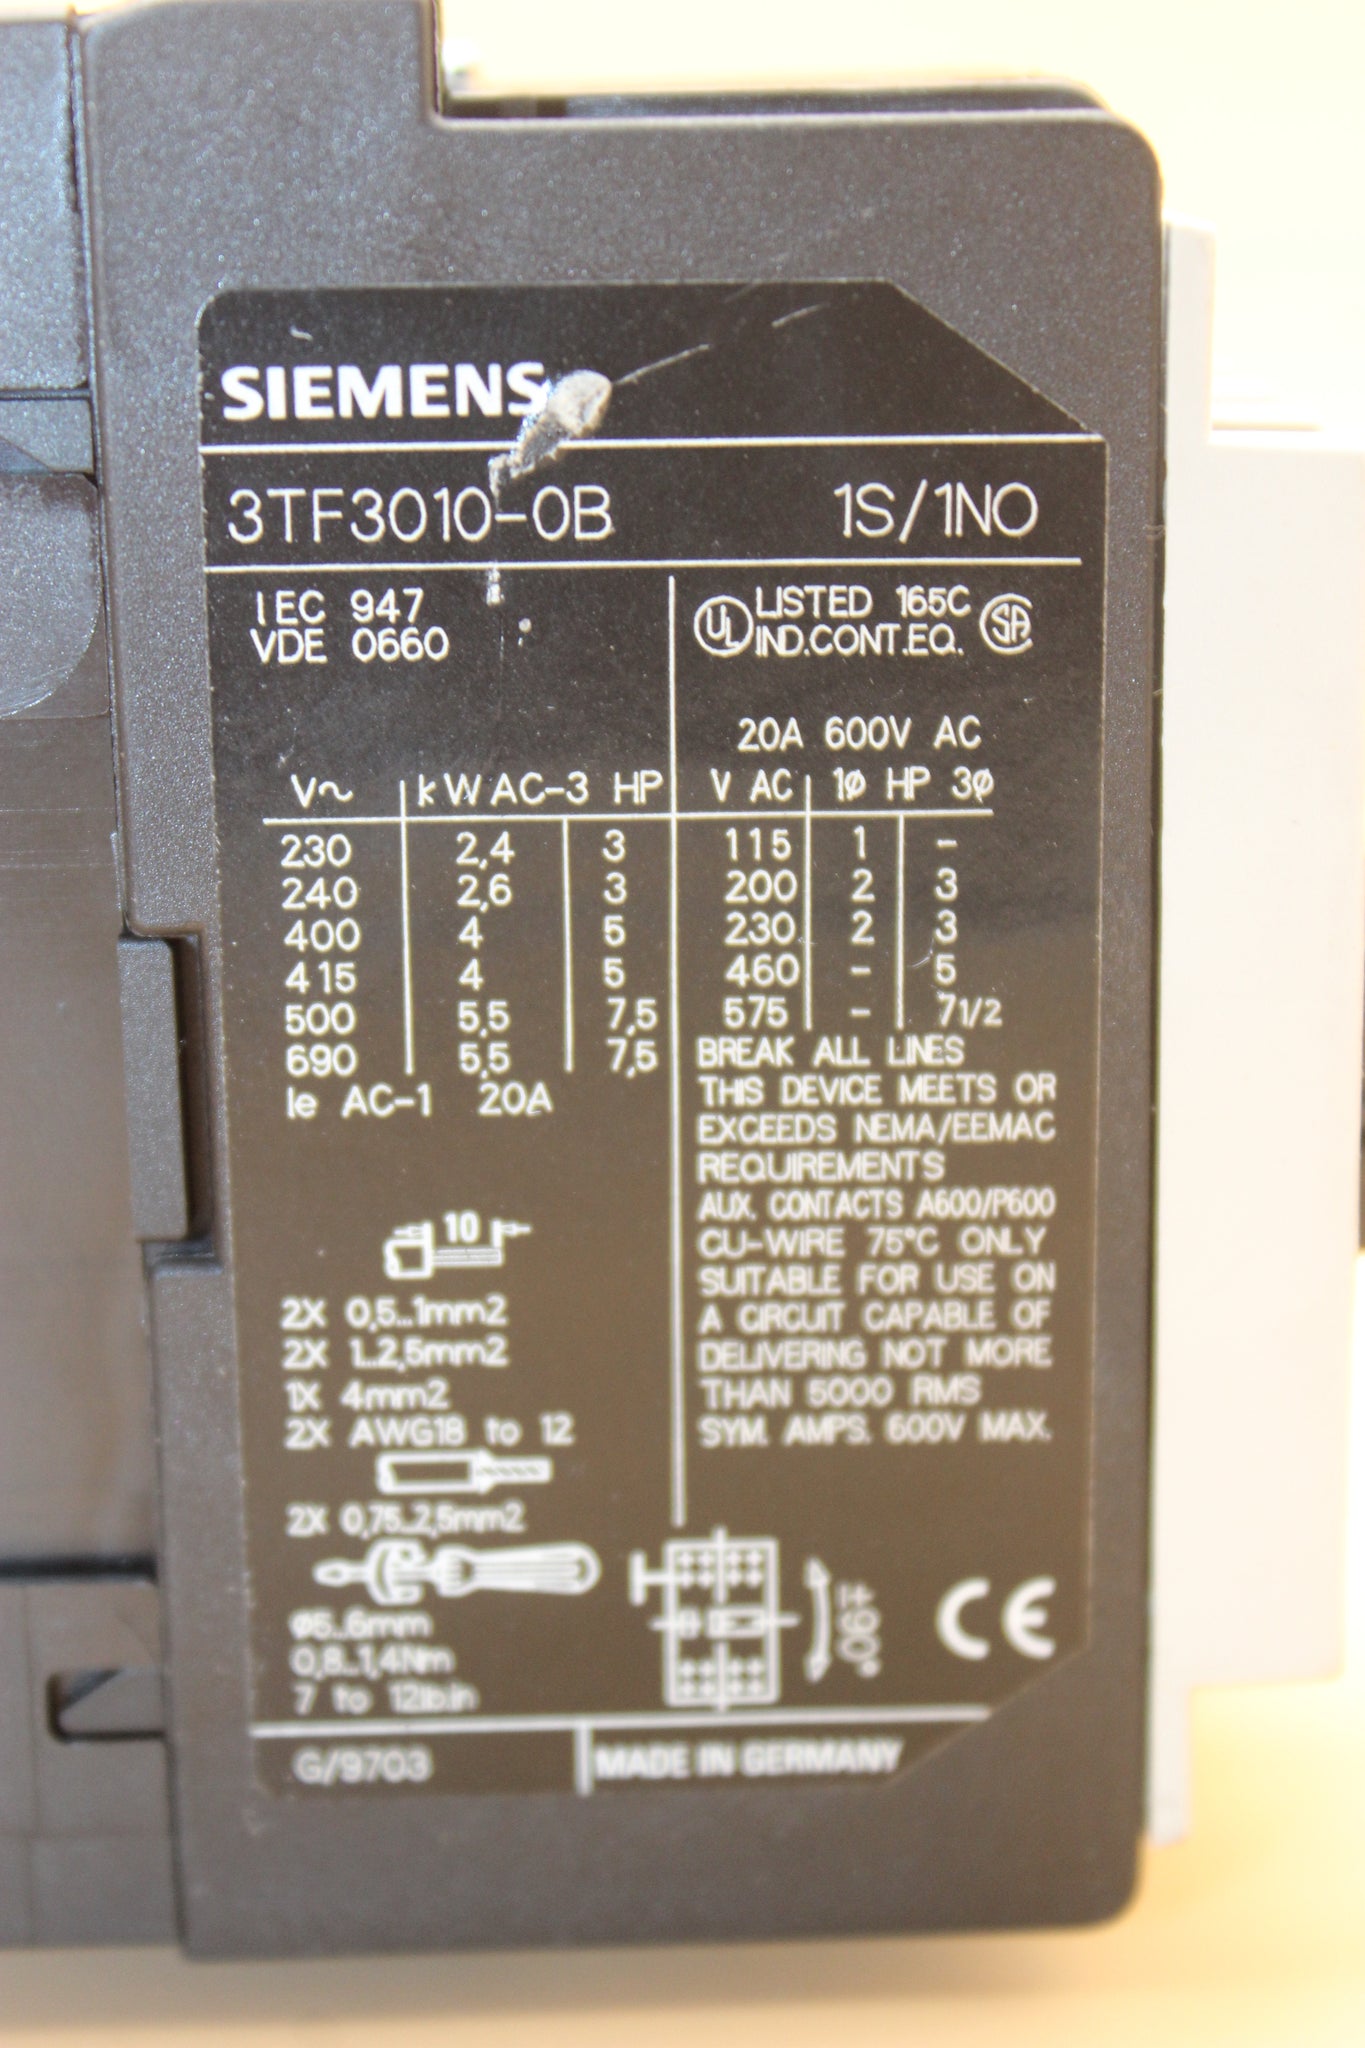 SIEMENS
3TF3010-0B 1S/1NO
IEC 947
VDE 0660
V~ kW AC-3 HP
230 2,4 3
240 2,6 3
400 4 5
415 4 5
500 5,5 7,5
690 5,5 7,5
Ie AC-1 20A
10
2X 0,5...1mm2
2X 1...2,5mm2
1X 4mm2
2X AWG18 to 12
2X 0,75...2,5mm2
ø5...6mm
0,8...1,4Nm
7 to 12lb.in
UL LISTED 165C SA
IND.CONT.EQ.
20A 600V AC
V AC 1ø HP 3ø
115 1 -
200 2 3
230 2 3
460 - 5
575 - 7 1/2
BREAK ALL LINES
THIS DEVICE MEETS OR
EXCEEDS NEMA/EEMAC
REQUIREMENTS
AUX. CONTACTS A600/P600
CU-WIRE 75°C ONLY
SUITABLE FOR USE ON
A CIRCUIT CAPABLE OF
DELIVERING NOT MORE
THAN 5000 RMS
SYM. AMPS. 600V MAX.
±90°
CE
G/9703 MADE IN GERMANY